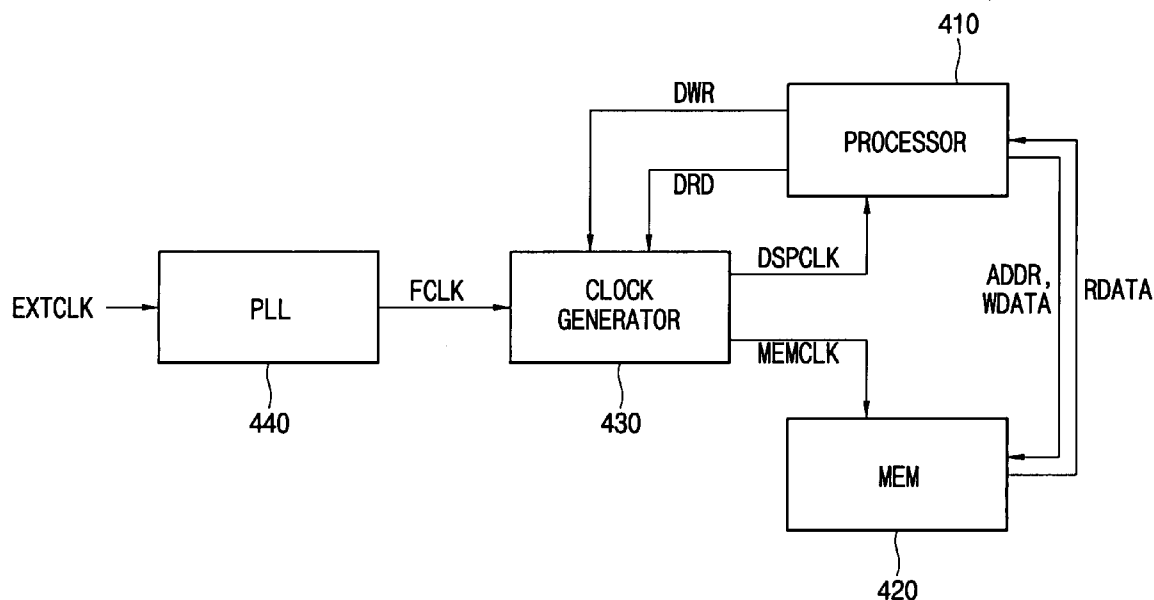 410
DWR
PROCESSOR
DRD
DSPCLK
ADDR,
WDATA
RDATA
EXTCLK
PLL
FCLK
CLOCK
GENERATOR
MEMCLK
440
430
MEM
420